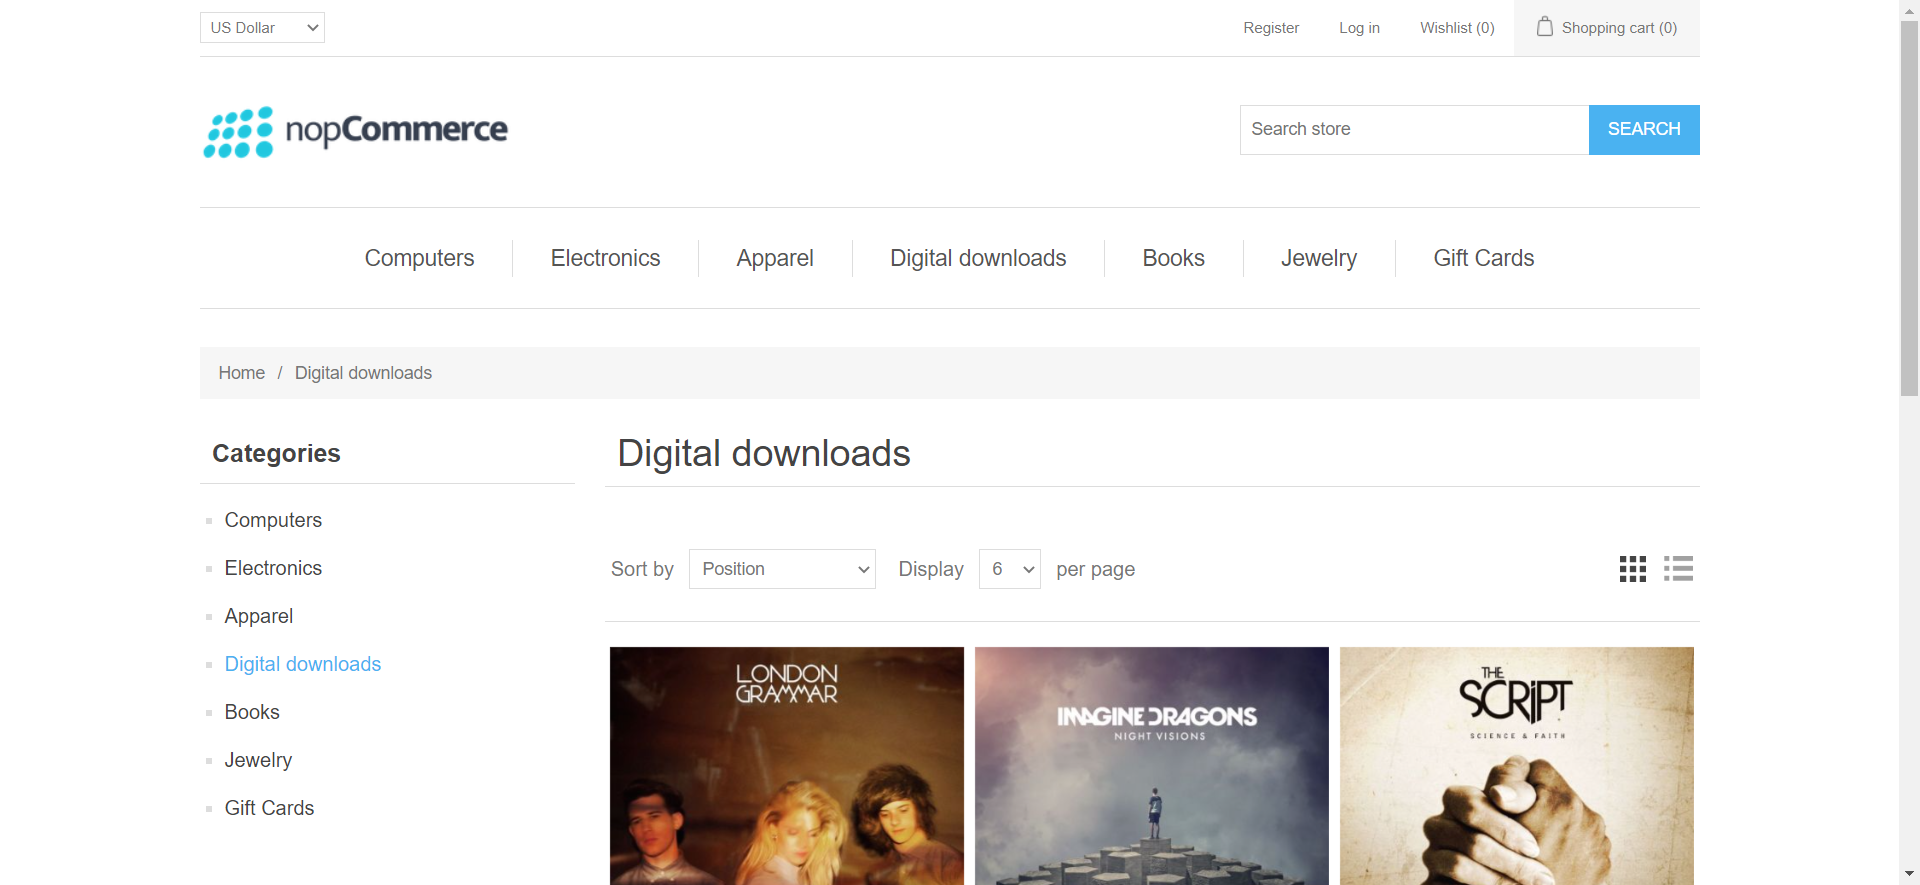 US Dollar
Register
Log in
Wishlist (0)
Shopping cart (0)
nopCommerce
Search store
SEARCH
Computers
Electronics
Apparel
Digital downloads
Books
Jewelry
Gift Cards
Home / Digital downloads
Categories
Computers
Electronics
Apparel
Digital downloads
Books
Jewelry
Gift Cards
Digital downloads
Sort by Position Display 6 per page
LONDON
GRAMMAR
IMAGINE DRAGONS
NIGHT VISIONS
THE
SCRIPT
SCIENCE & FAITH